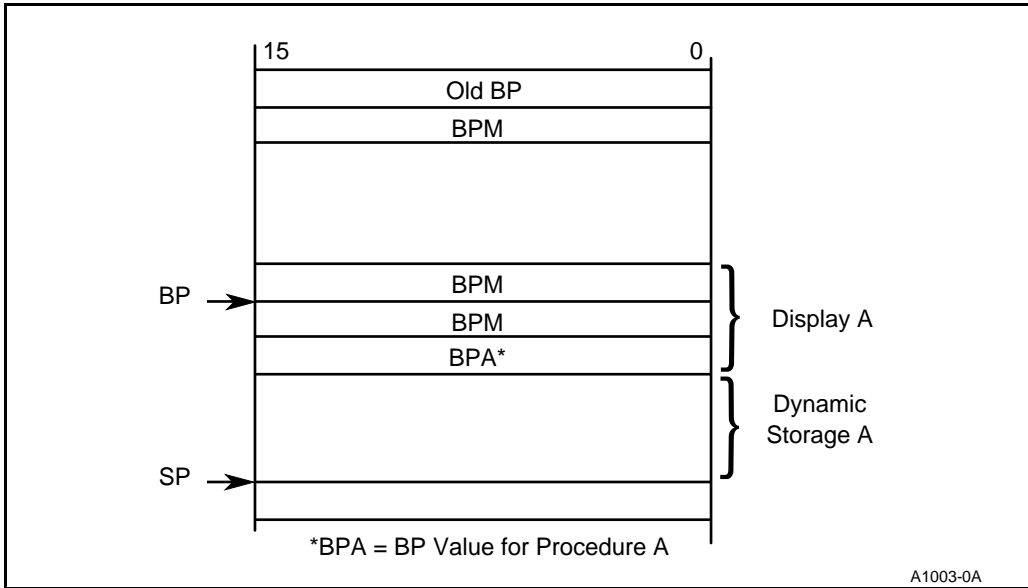 15 0
Old BP
BPM
BPM
BP
BPM
Display A
BPA*
Dynamic
Storage A
SP
*BPA = BP Value for Procedure A
A1003-0A